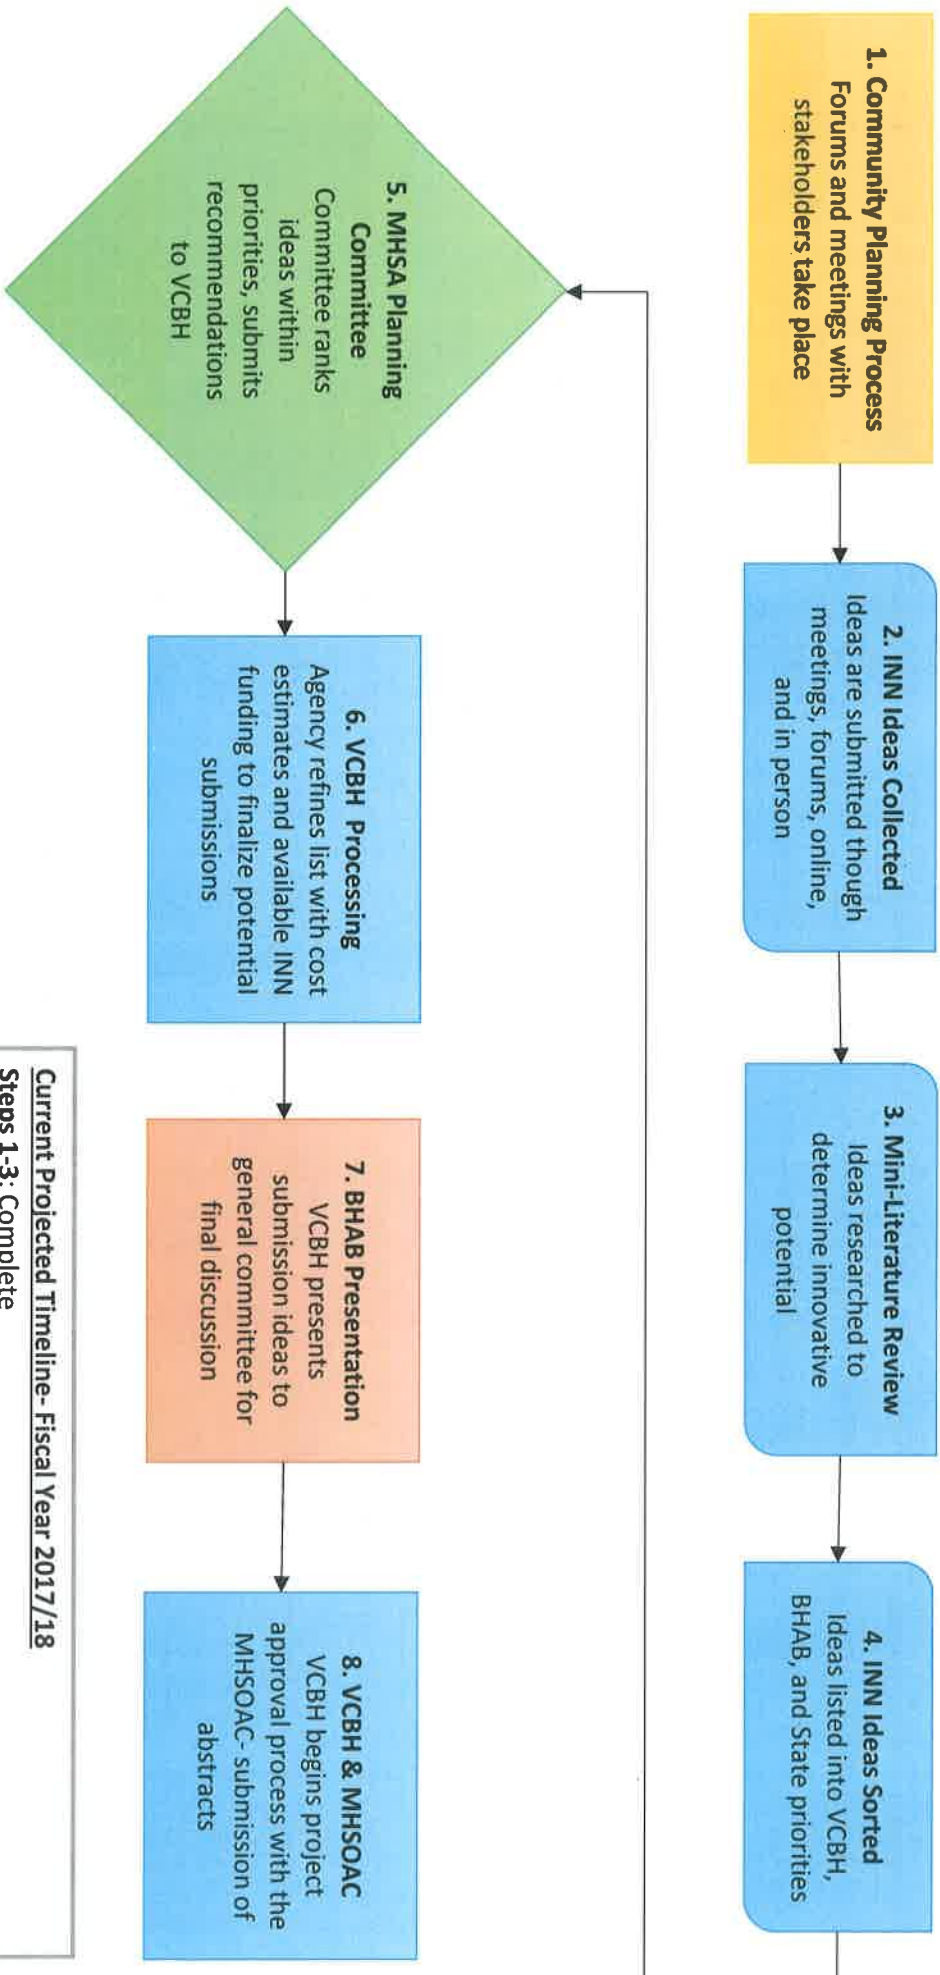 1. Community Planning Process
Forums and meetings with
stakeholders take place
2. INN Ideas Collected
Ideas are submitted though
meetings, forums, online,
and in person
3. Mini-Literature Review
Ideas researched to
determine innovative
potential
4. INN Ideas Sorted
Ideas listed into VCBH,
BHAB, and State priorities
5. MHSA Planning
Committee
Committee ranks
ideas within
priorities, submits
recommendations
to VCBH
6. VCBH Processing
Agency refines list with cost
estimates and available INN
funding to finalize potential
submissions
7. BHAB Presentation
VCBH presents
submission ideas to
general committee for
final discussion
8. VCBH & MHSOAC
VCBH begins project
approval process with the
MHSOAC- submission of
abstracts
Current Projected Timeline- Fiscal Year 2017/18
Steps 1-3: Complete